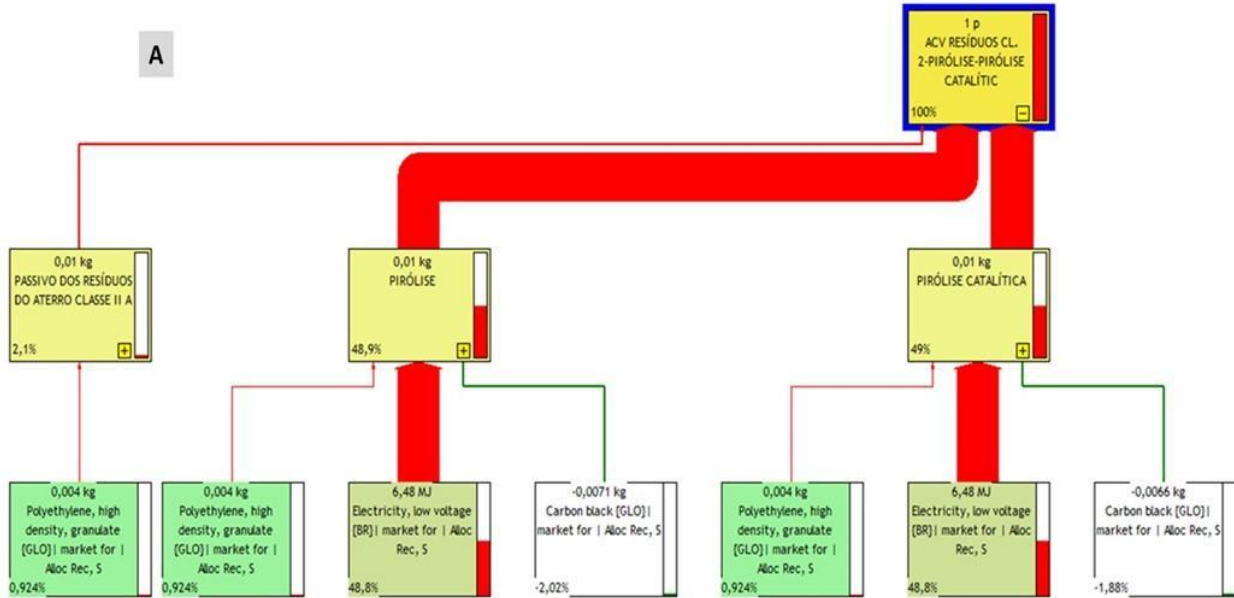 A
1 p
ACV RESÍDUOS CL.
2-PIRÓLISE-PIRÓLISE
CATALÍTIC
100%
0,01 kg
PASSIVO DOS RESÍDUOS
DO ATERRO CLASSE II A
2,1%
0,01 kg
PIRÓLISE
48,9%
0,01 kg
PIRÓLISE CATALÍTICA
49%
0,004 kg
Polyethylene, high
density, granulate
{GLO}| market for |
Alloc Rec, S
0,924%
0,004 kg
Polyethylene, high
density, granulate
{GLO}| market for |
Alloc Rec, S
0,924%
6,48 MJ
Electricity, low voltage
{BR}| market for | Alloc
Rec, S
48,8%
-0,0071 kg
Carbon black {GLO}|
market for | Alloc Rec, S
-2,02%
0,004 kg
Polyethylene, high
density, granulate
{GLO}| market for |
Alloc Rec, S
0,924%
6,48 MJ
Electricity, low voltage
{BR}| market for | Alloc
Rec, S
48,8%
-0,0066 kg
Carbon black {GLO}|
market for | Alloc Rec, S
-1,88%